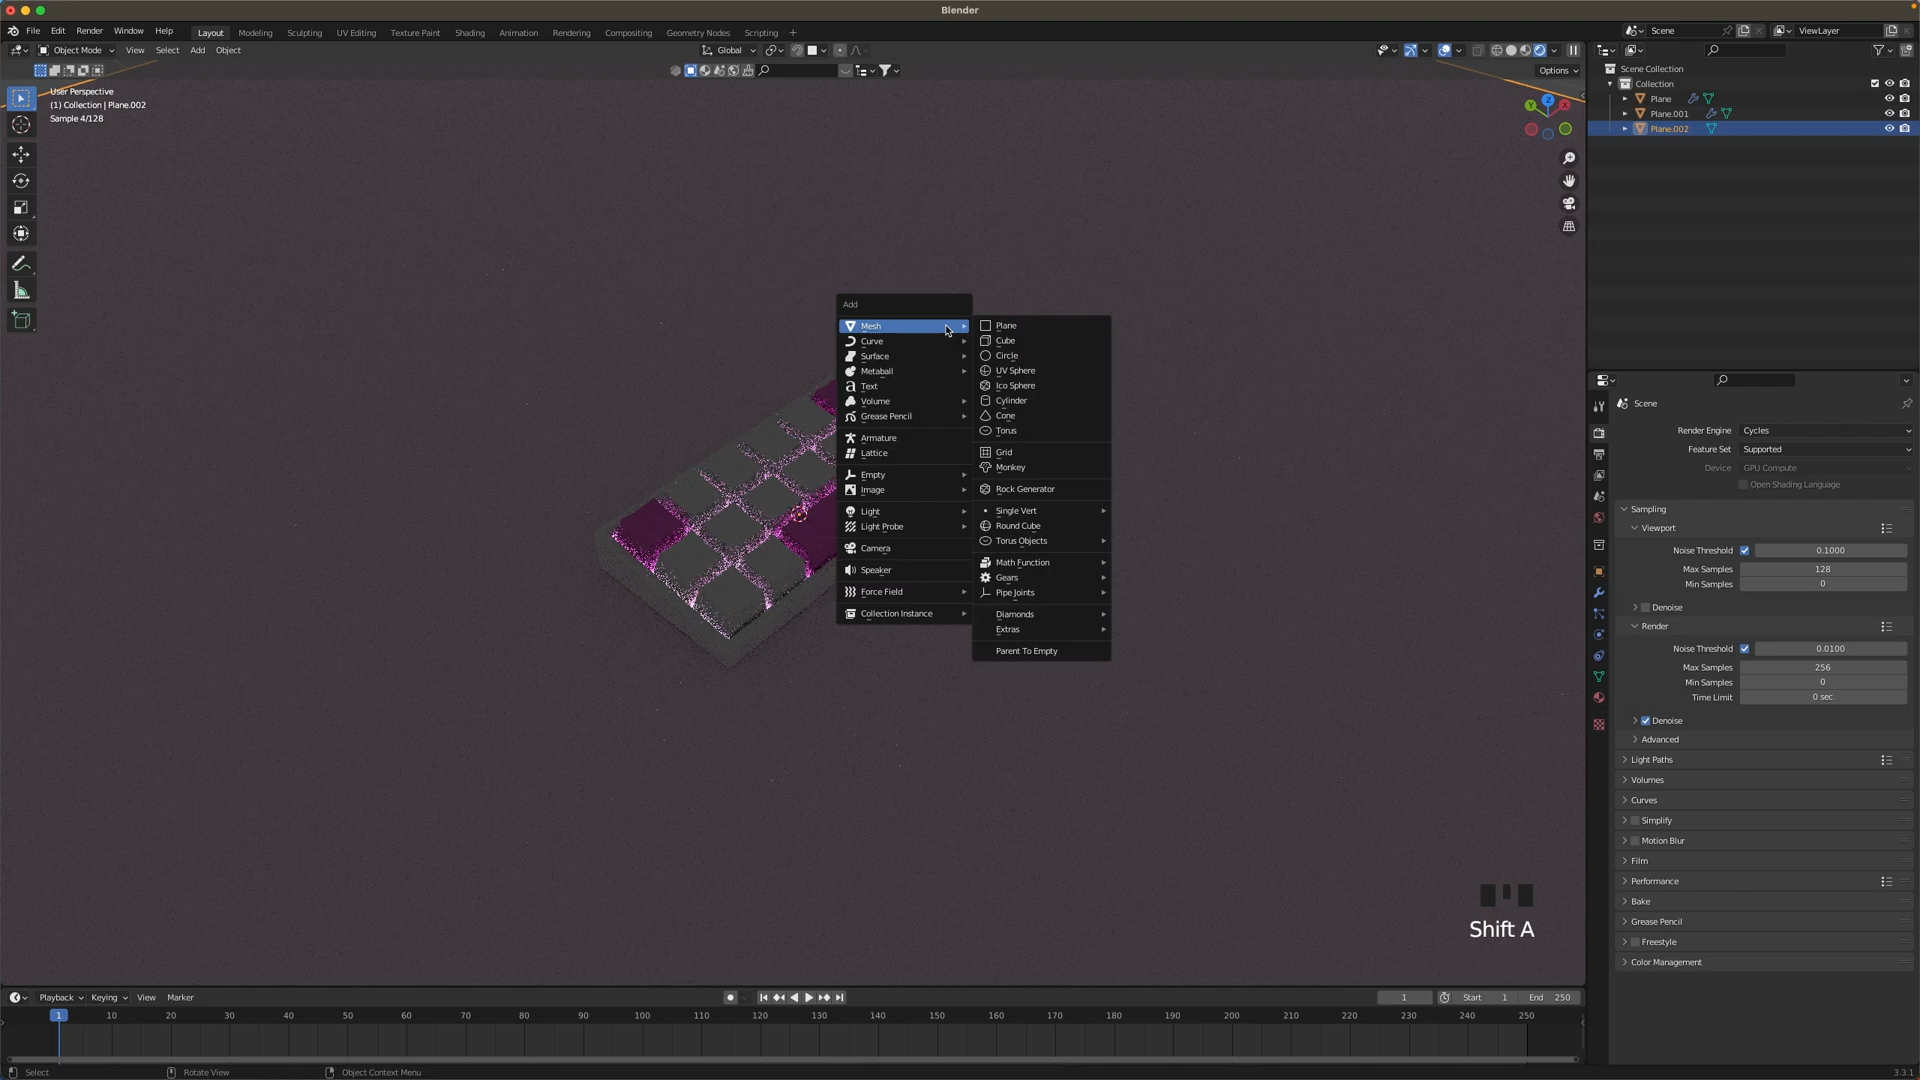 Blender
File Edit Render Window Help Layout Modeling Sculpting UV Editing Texture Paint Shading Animation Rendering Compositing Geometry Nodes Scripting + Scene ViewLayer
Object Mode View Select Add Object Global
Options
User Perspective
(1) Collection | Plane.002
Sample 4/128
Scene Collection
Collection
Plane
Plane.001
Plane.002
Z
Y
X
Add
Mesh
Curve
Surface
Metaball
Text
Volume
Grease Pencil
Armature
Lattice
Empty
Image
Light
Light Probe
Camera
Speaker
Force Field
Collection Instance
Plane
Cube
Circle
UV Sphere
Ico Sphere
Cylinder
Cone
Torus
Grid
Monkey
Rock Generator
Single Vert
Round Cube
Torus Objects
Math Function
Gears
Pipe Joints
Diamonds
Extras
Parent To Empty
Scene
Render Engine Cycles
Feature Set Supported
Device GPU Compute
Open Shading Language
Sampling
Viewport
Noise Threshold 0.1000
Max Samples 128
Min Samples 0
Denoise
Render
Noise Threshold 0.0100
Max Samples 256
Min Samples 0
Time Limit 0 sec
Denoise
Advanced
Light Paths
Volumes
Curves
Simplify
Motion Blur
Film
Performance
Bake
Grease Pencil
Freestyle
Color Management
Shift A
Playback Keying View Marker 1 Start 1 End 250
1 10 20 30 40 50 60 70 80 90 100 110 120 130 140 150 160 170 180 190 200 210 220 230 240 250
Select Rotate View Object Context Menu 3.3.1